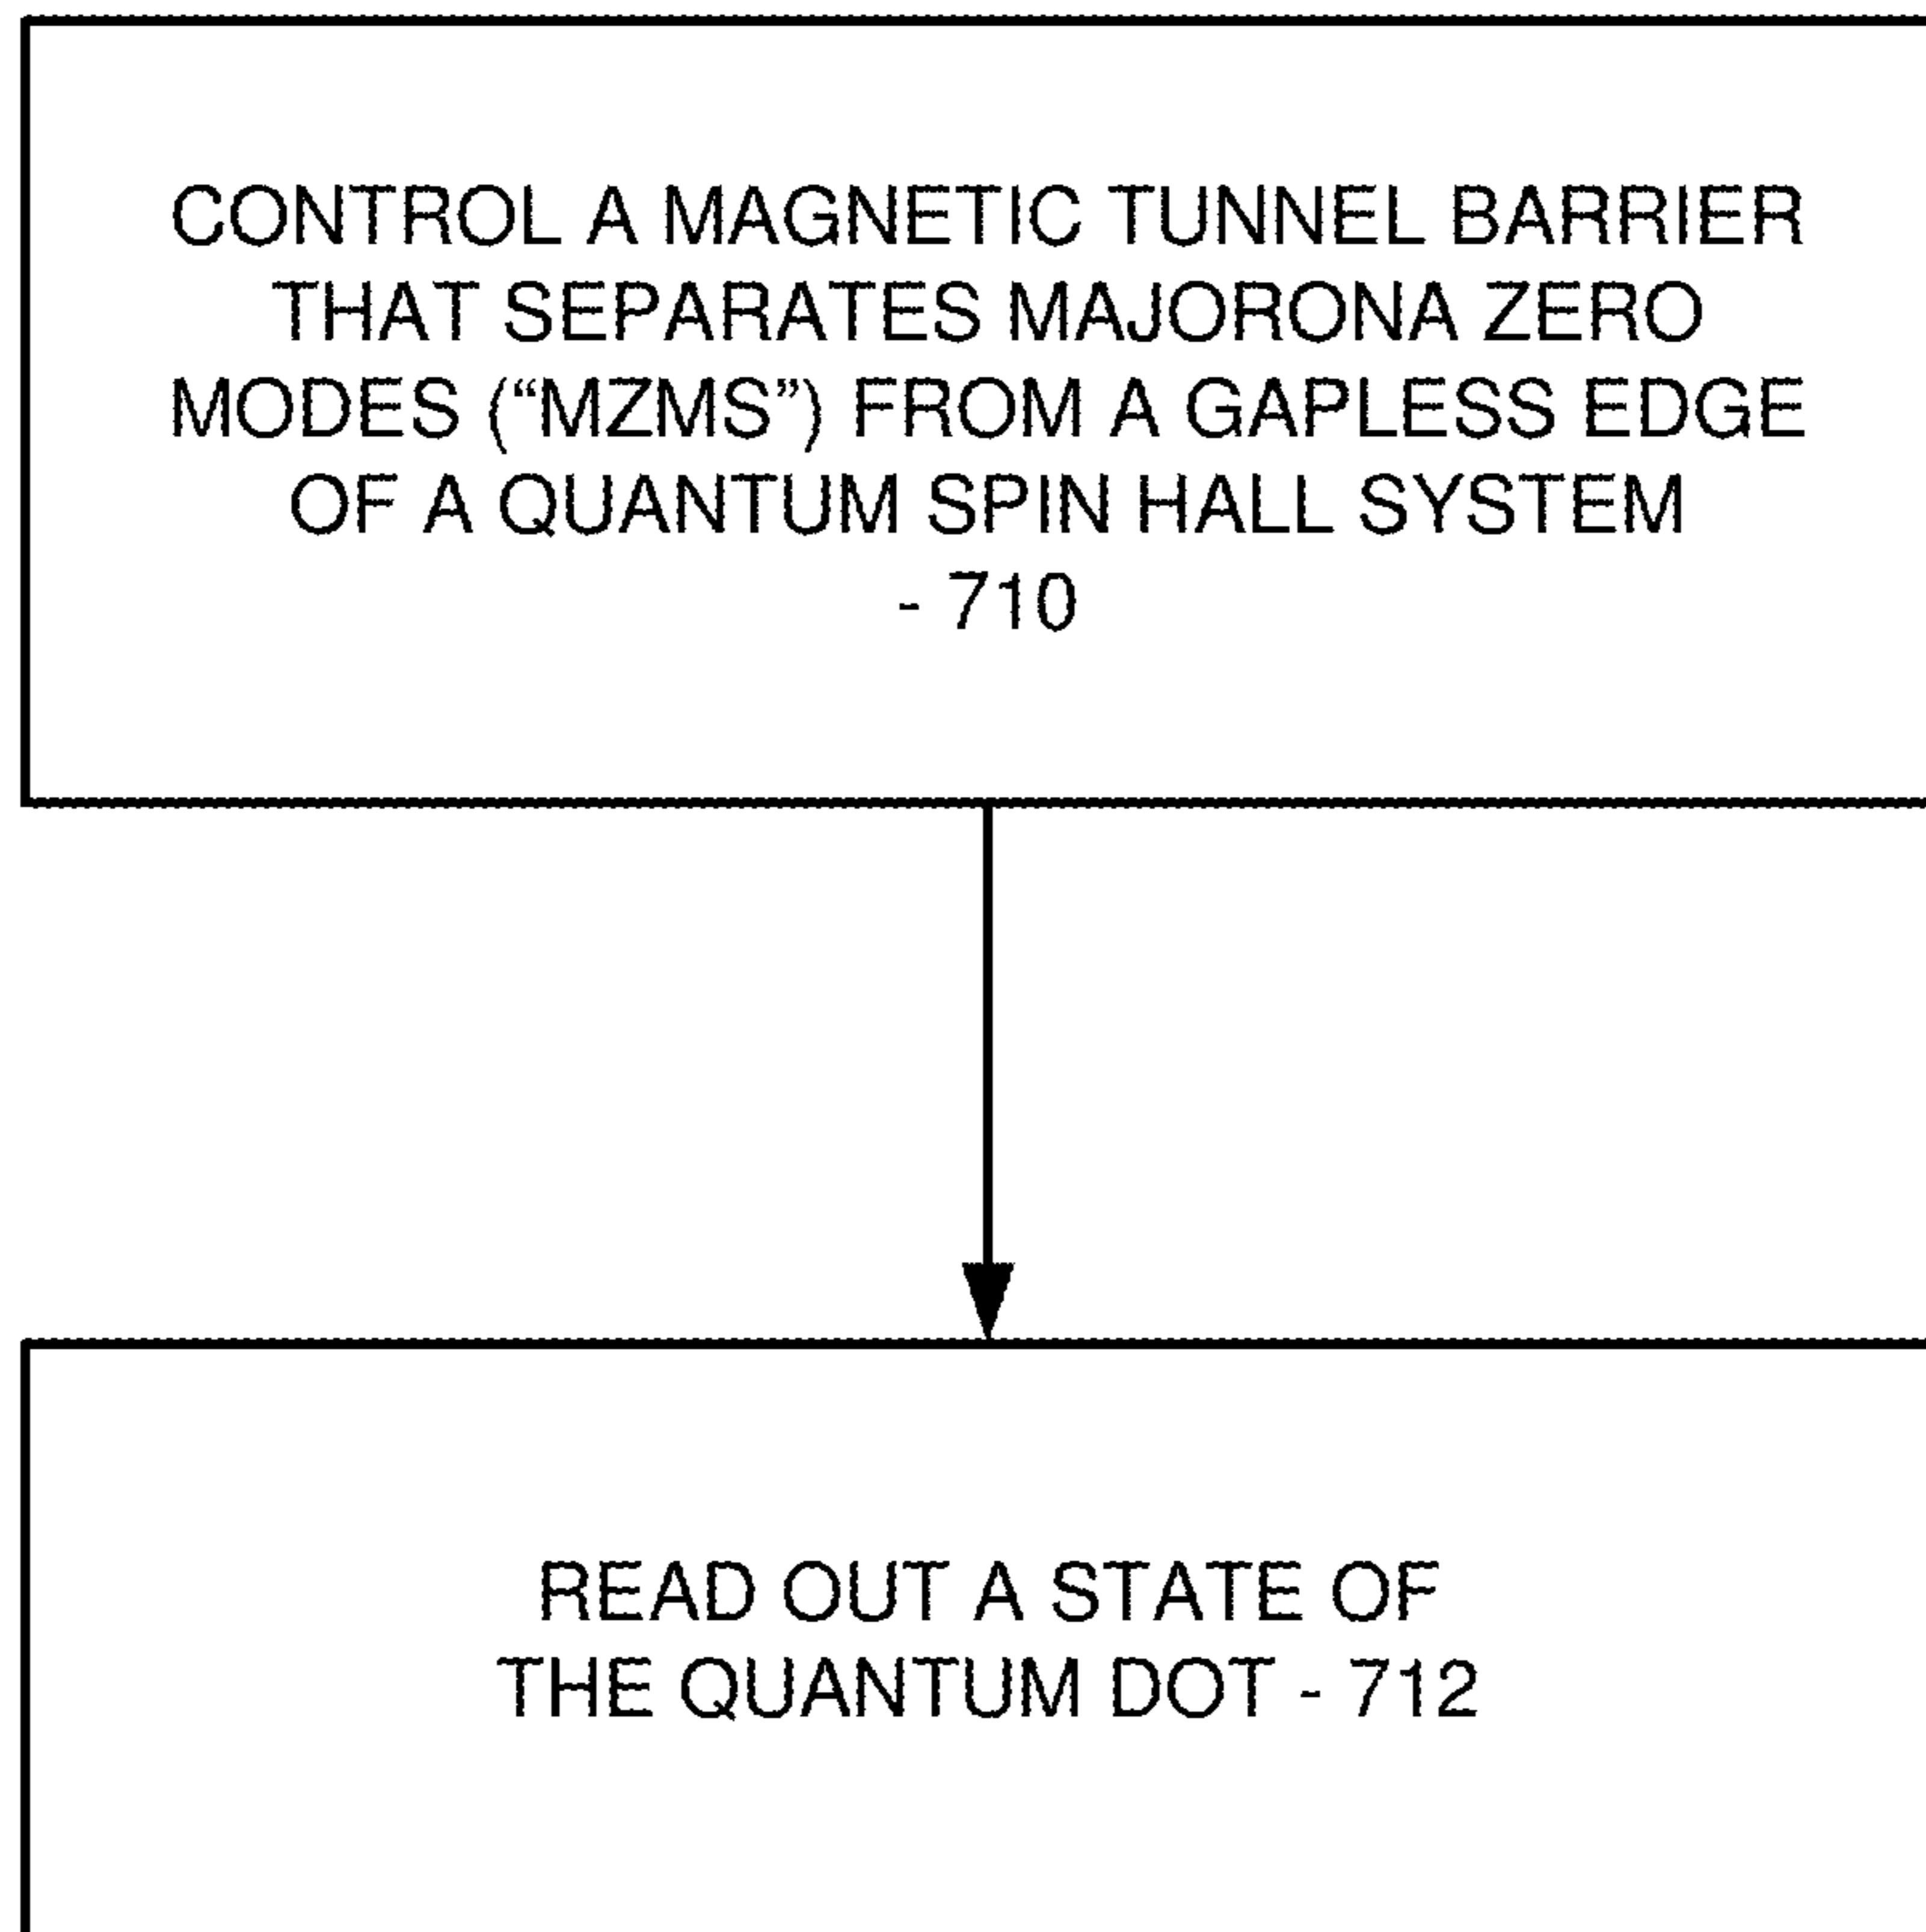 CONTROL A MAGNETIC TUNNEL BARRIER
THAT SEPARATES MAJORONA ZERO
MODES (“MZMS”) FROM A GAPLESS EDGE
OF A QUANTUM SPIN HALL SYSTEM
- 710
READ OUT A STATE OF
THE QUANTUM DOT - 712